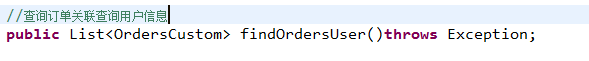 //查询订单关联查询用户信息
public List<OrdersCustom> findOrdersUser()throws Exception;